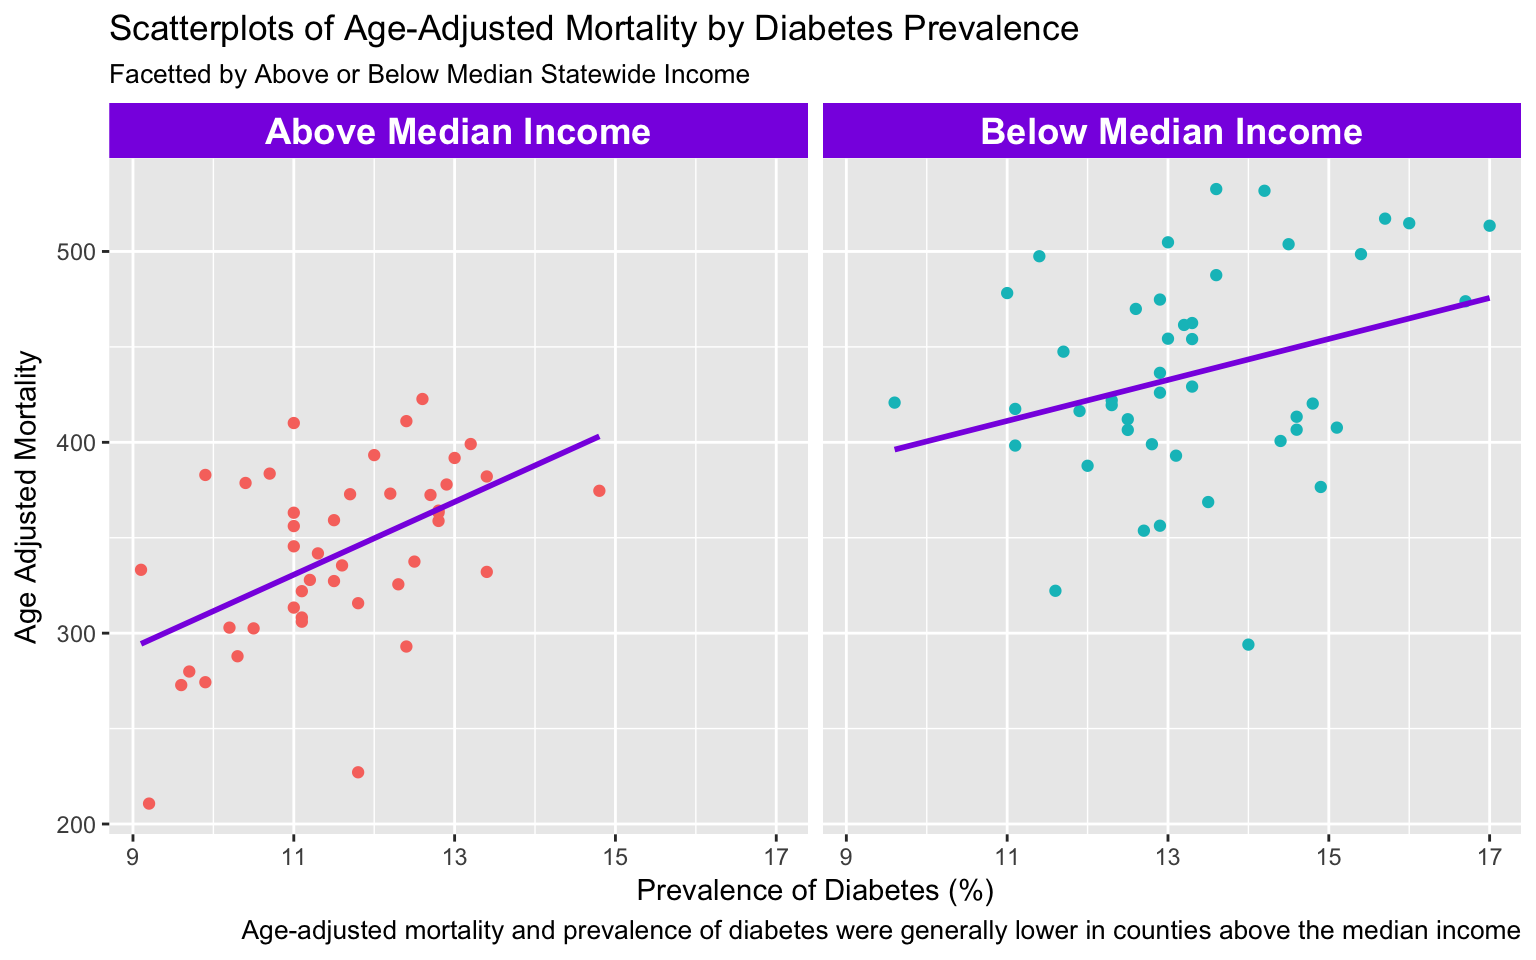 Scatterplots of Age-Adjusted Mortality by Diabetes Prevalence
Facetted by Above or Below Median Statewide Income
Above Median Income
Below Median Income
Age Adjusted Mortality
500
400
300
200
9 11 13 15 17
9 11 13 15 17
Prevalence of Diabetes (%)
Age-adjusted mortality and prevalence of diabetes were generally lower in counties above the median income